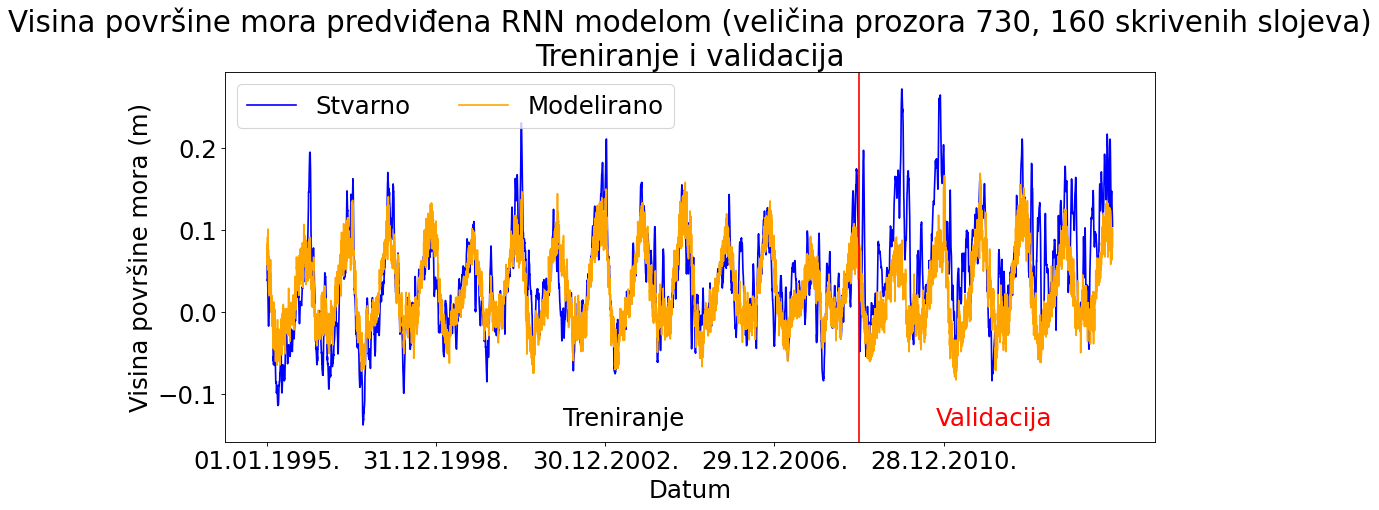 Visina površine mora predviđena RNN modelom (veličina prozora 730, 160 skrivenih slojeva)
Treniranje i validacija
Stvarno Modelirano
Visina površine mora (m)
0.2
0.1
0.0
−0.1
Treniranje Validacija
01.01.1995. 31.12.1998. 30.12.2002. 29.12.2006. 28.12.2010.
Datum